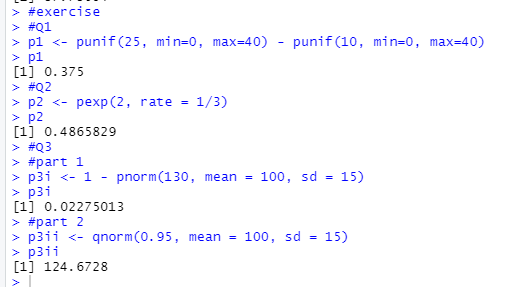 > #exercise
> #Q1
> p1 <- punif(25, min=0, max=40) - punif(10, min=0, max=40)
> p1
[1] 0.375
> #Q2
> p2 <- pexp(2, rate = 1/3)
> p2
[1] 0.4865829
> #Q3
> #part 1
> p3i <- 1 - pnorm(130, mean = 100, sd = 15)
> p3i
[1] 0.02275013
> #part 2
> p3ii <- qnorm(0.95, mean = 100, sd = 15)
> p3ii
[1] 124.6728
>